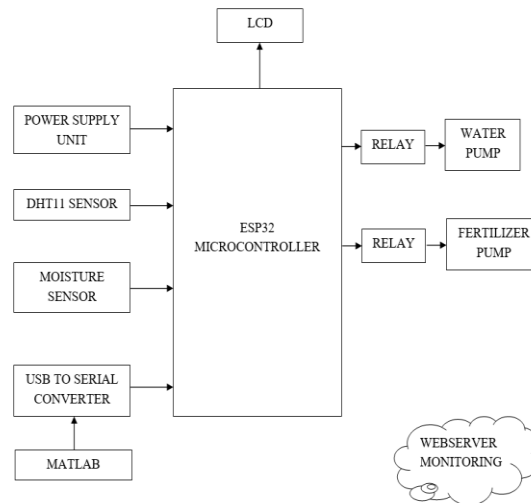 LCD
POWER SUPPLY
UNIT
DHT11 SENSOR
MOISTURE
SENSOR
USB TO SERIAL
CONVERTER
MATLAB
ESP32
MICROCONTROLLER
RELAY
WATER
PUMP
RELAY
FERTILIZER
PUMP
WEBSERVER
MONITORING